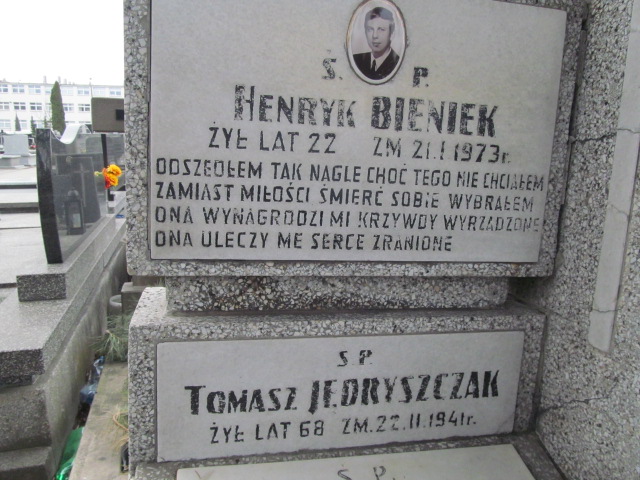 Ś. P.
HENRYK BIENIEK
ŻYŁ LAT 22 ZM. 21.I.1973r.
ODSZEDŁEM TAK NAGLE CHOĆ TEGO NIE CHCIAŁEM
ZAMIAST MIŁOŚCI ŚMIERĆ SOBIE WYBRAŁEM
ONA WYNAGRODZI MI KRZYWDY WYRZĄDZONE
ONA ULECZY ME SERCE ZRANIONE
Ś P.
TOMASZ JĘDRYSZCZAK
ŻYŁ LAT 68 ZM. 22.II.1941r.
Ś P.